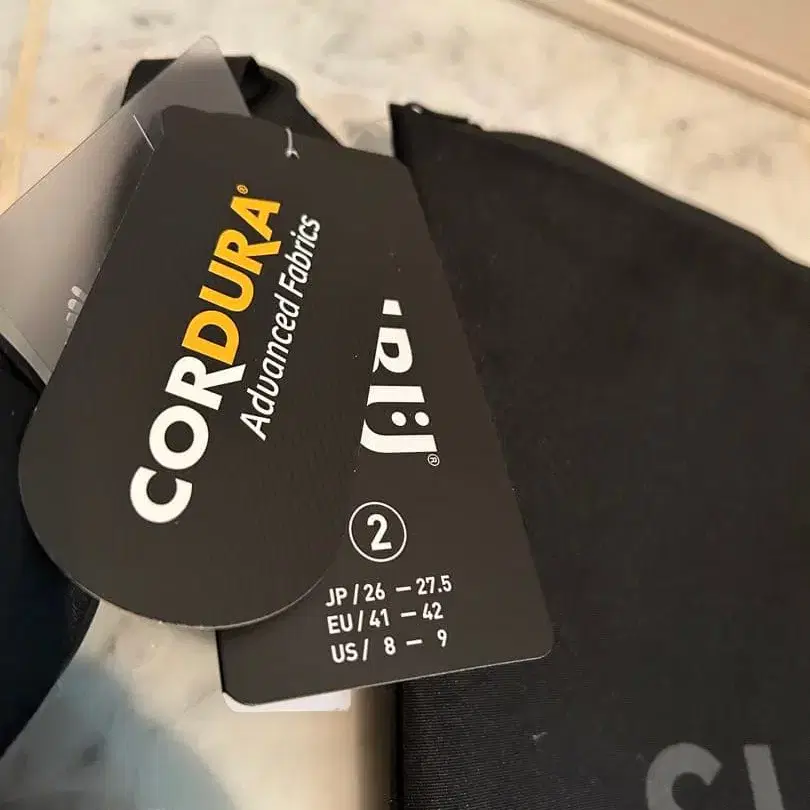 CORDURA®
Advanced Fabrics
®
2
JP/26 — 27.5
EU/41 — 42
US/ 8 — 9